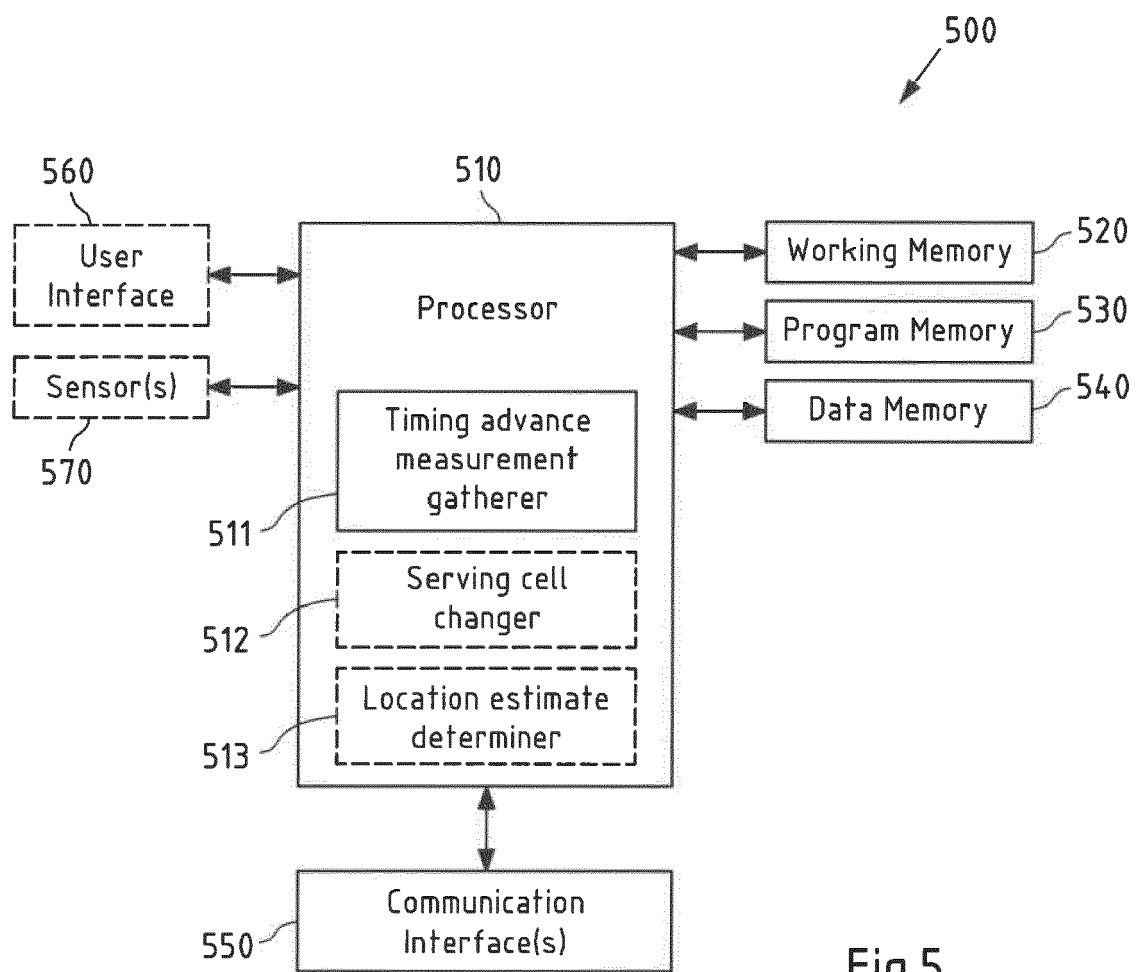 500
560
510
User
Interface
Working Memory
520
Processor
Program Memory
530
Sensor(s)
Data Memory
540
570
Timing advance
measurement
gatherer
511
Serving cell
changer
512
Location estimate
determiner
513
Communication
Interface(s)
550
Fig.5